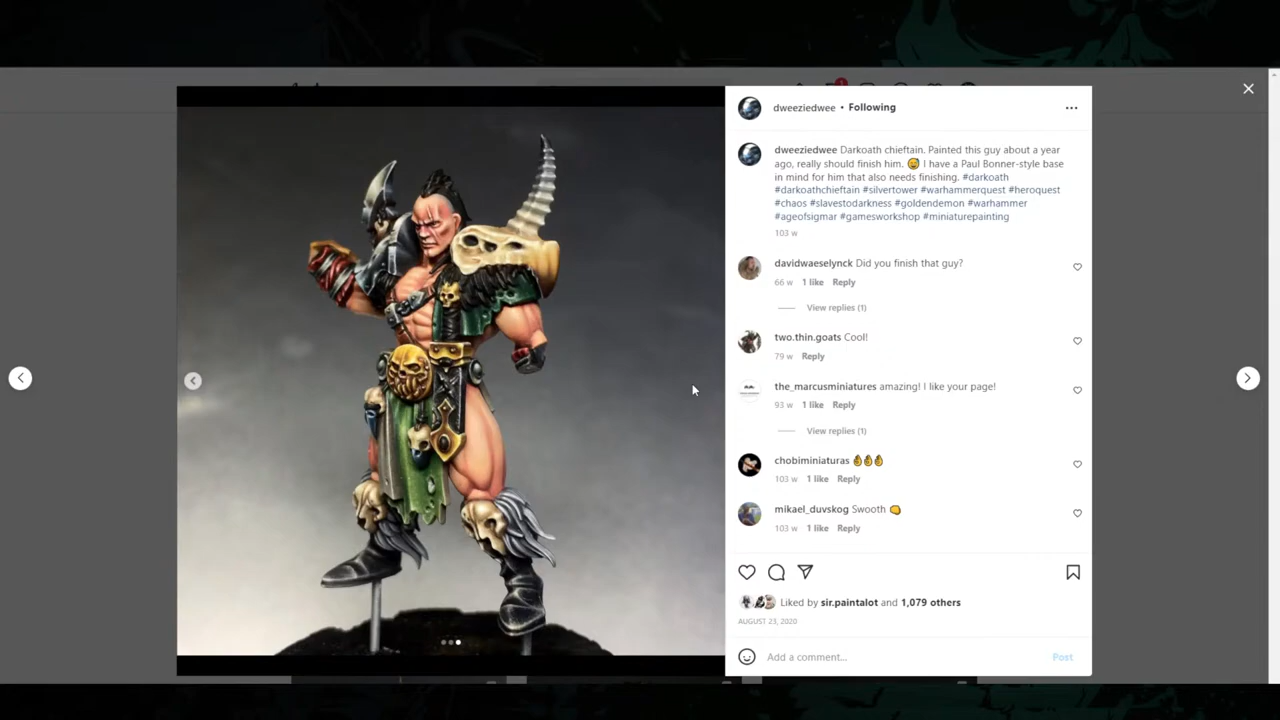 dweeziedwee • Following
dweeziedwee Darkoath chieftain. Painted this guy about a year
ago, really should finish him. 😅 I have a Paul Bonner-style base
in mind for him that also needs finishing. #darkoath
#darkoathchieftain #silvertower #warhammerquest #heroquest
#chaos #slavestodarkness #goldendemon #warhammer
#ageofsigmar #gamesworkshop #miniaturepainting
103 w
davidwaeselynck Did you finish that guy?
66 w 1 like Reply
View replies (1)
two.thin.goats Cool!
79 w Reply
the_marcusminiatures amazing! I like your page!
93 w 1 like Reply
View replies (1)
chobiminiaturas 👌👌👌
103 w 1 like Reply
mikael_duvskog Swooth 👊
103 w 1 like Reply
Liked by sir.paintalot and 1,079 others
AUGUST 23, 2020
Add a comment... Post